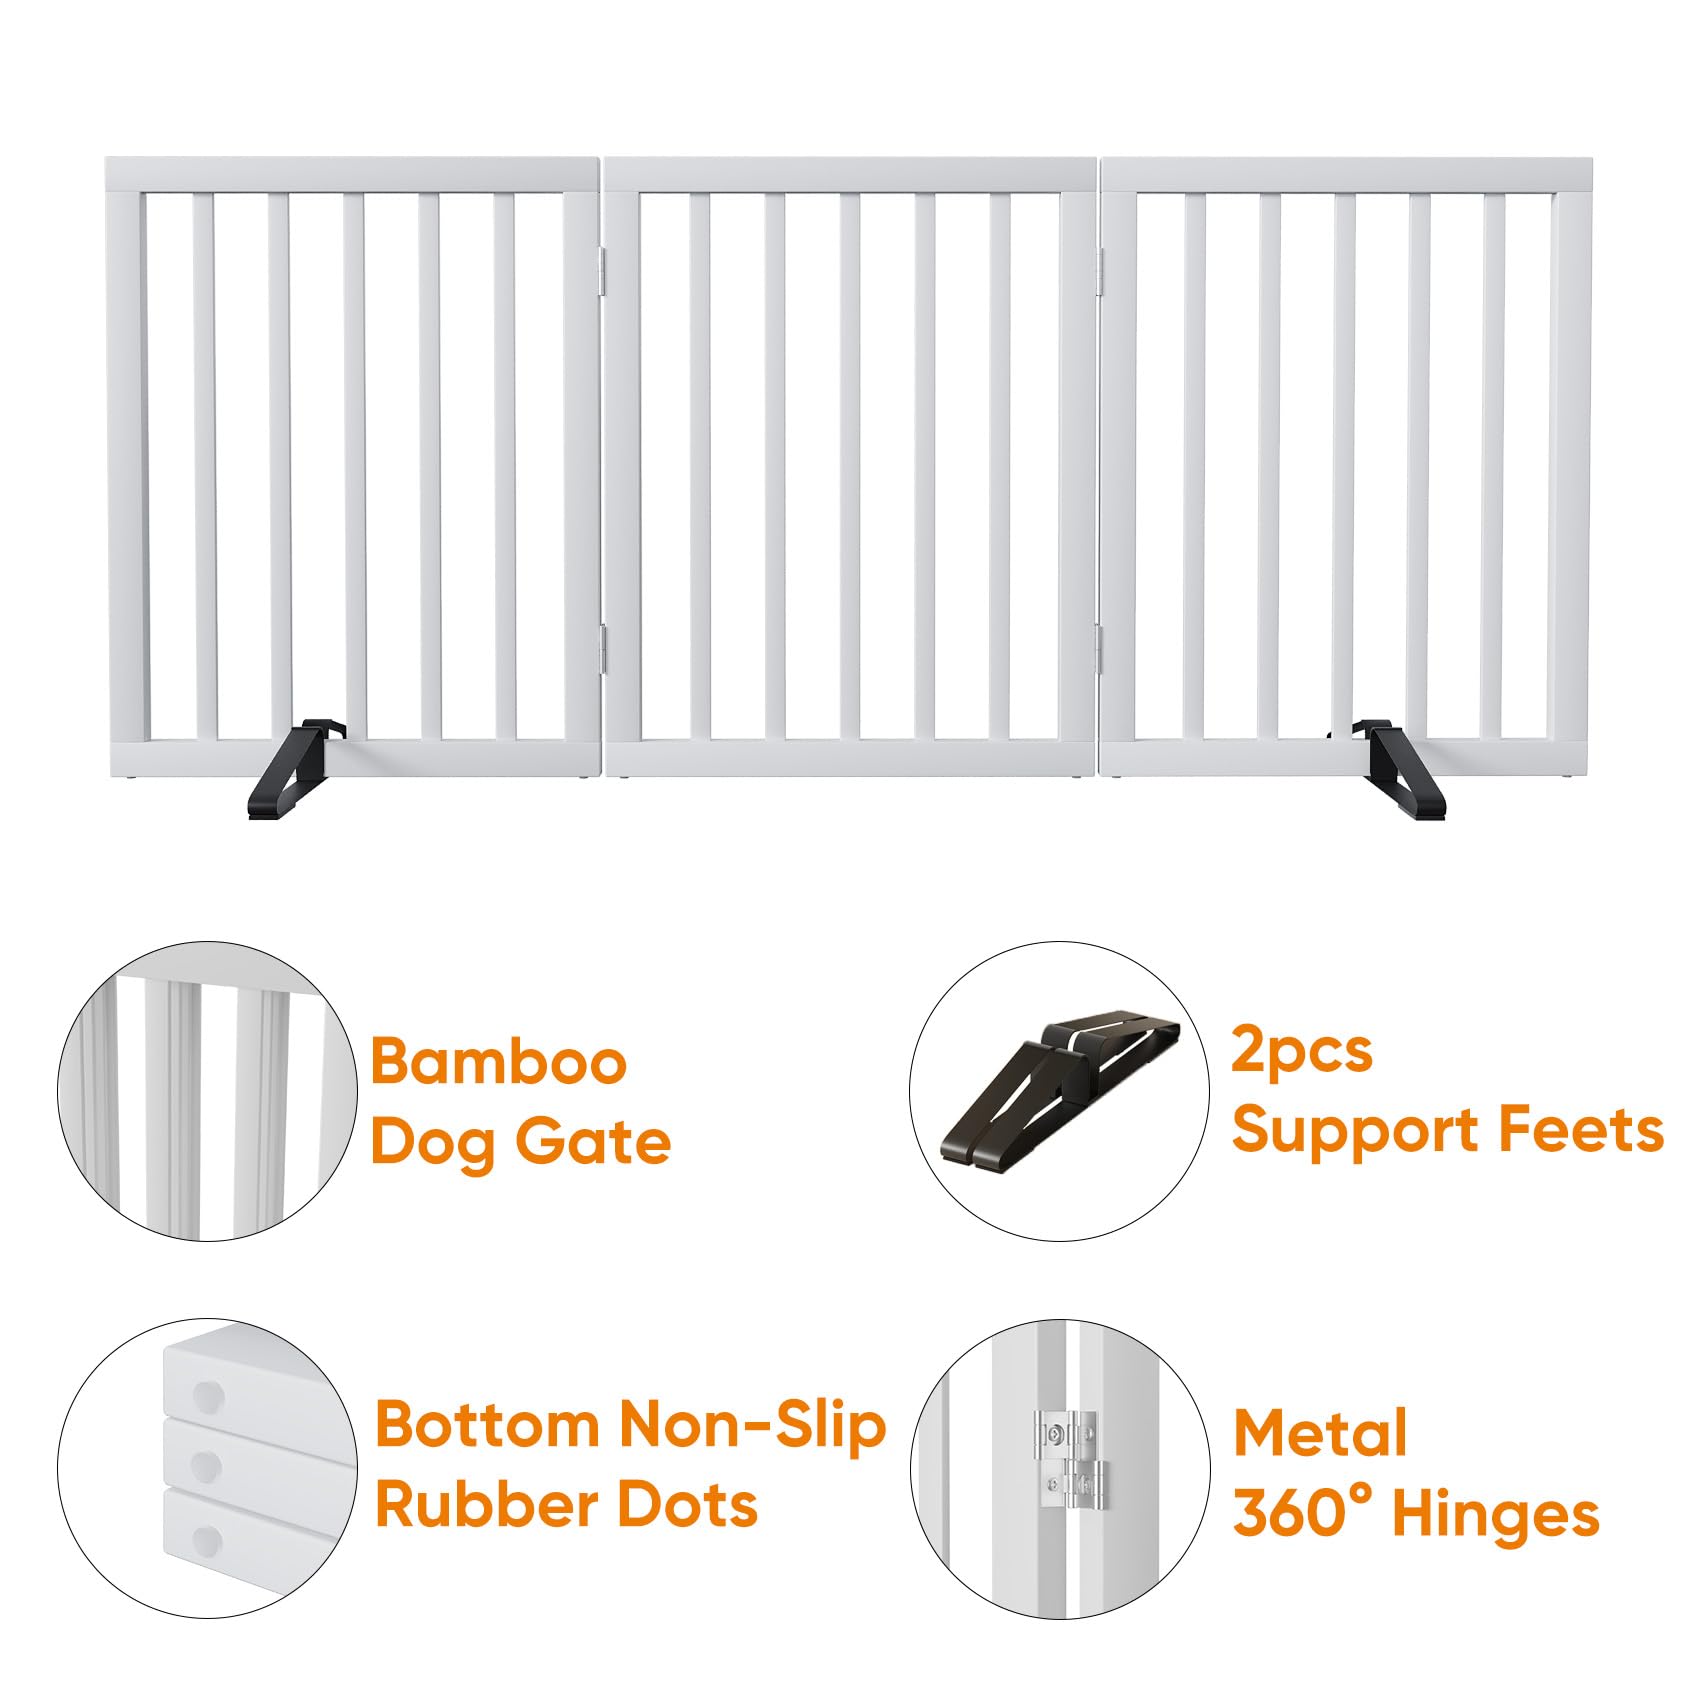 Bamboo
Dog Gate
2pcs
Support Feets
Bottom Non-Slip
Rubber Dots
Metal
360° Hinges